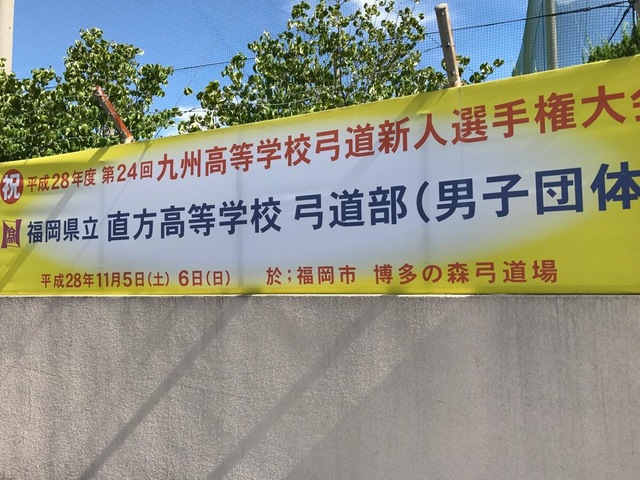 祝 平成28年度 第24回九州高等学校弓道新人選手権大会
福岡県立 直方高等学校 弓道部(男子団体
平成28年11月5日(土) 6日(日) 於;福岡市 博多の森弓道場